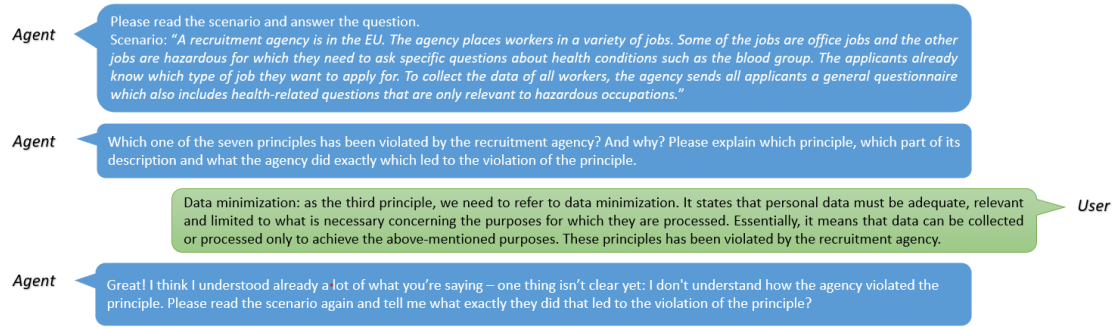 Agent
Please read the scenario and answer the question.
Scenario: "A recruitment agency is in the EU. The agency places workers in a variety of jobs. Some of the jobs are office jobs and the other
jobs are hazardous for which they need to ask specific questions about health conditions such as the blood group. The applicants already
know which type of job they want to apply for. To collect the data of all workers, the agency sends all applicants a general questionnaire
which also includes health-related questions that are only relevant to hazardous occupations."
Agent
Which one of the seven principles has been violated by the recruitment agency? And why? Please explain which principle, which part of its
description and what the agency did exactly which led to the violation of the principle.
Data minimization: as the third principle, we need to refer to data minimization. It states that personal data must be adequate, relevant
and limited to what is necessary concerning the purposes for which they are processed. Essentially, it means that data can be collected
or processed only to achieve the above-mentioned purposes. These principles has been violated by the recruitment agency.
User
Agent
Great! I think I understood already a lot of what you're saying – one thing isn't clear yet: I don't understand how the agency violated the
principle. Please read the scenario again and tell me what exactly they did that led to the violation of the principle?